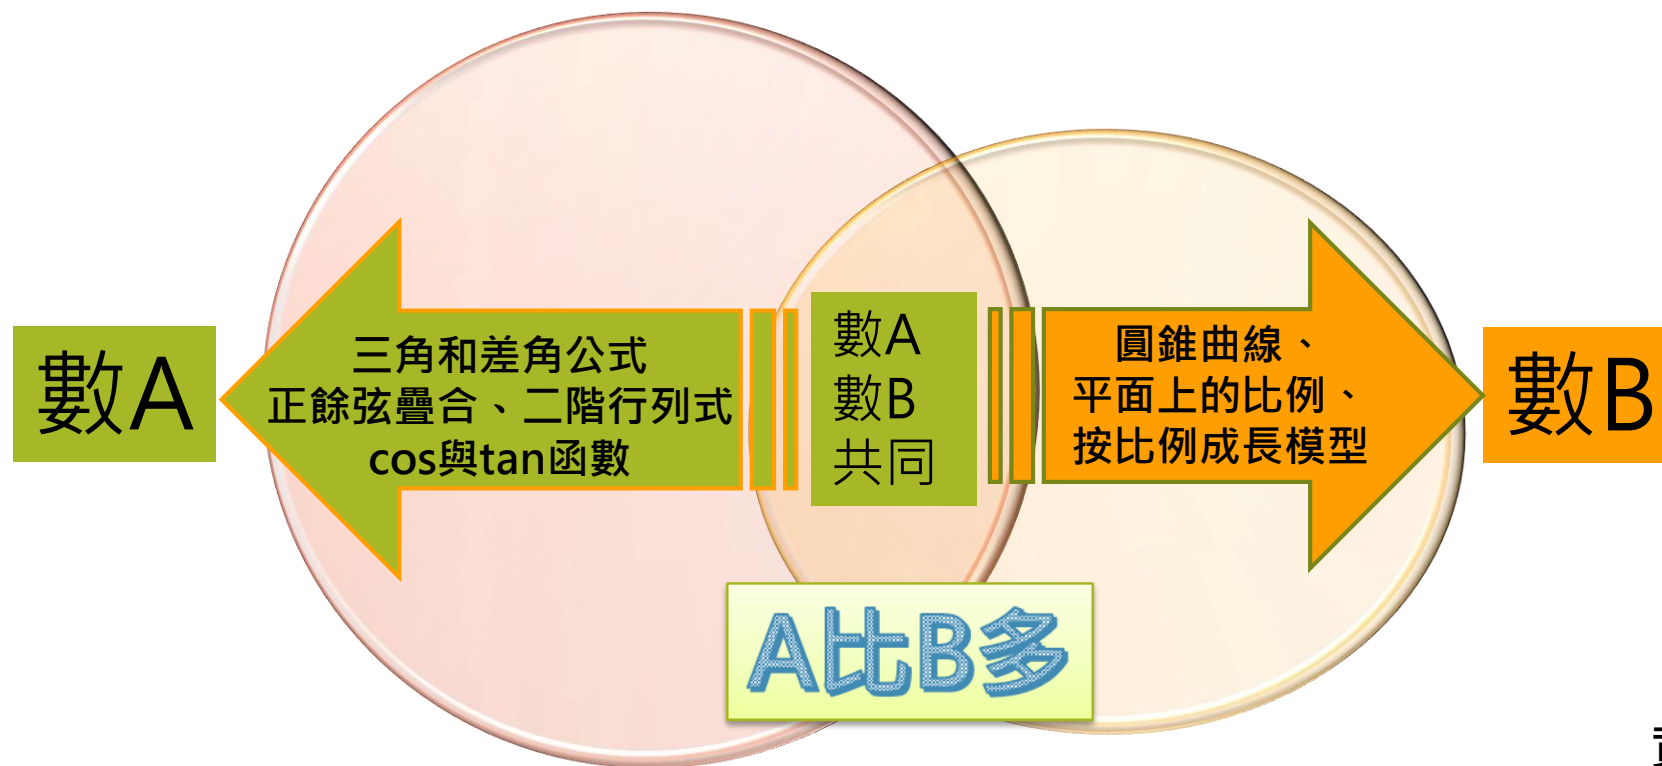 數A
三角和差角公式
正餘弦疊合、二階行列式
cos與tan函數
數A
數B
共同
圓錐曲線、
平面上的比例、
按比例成長模型
數B
A比B多